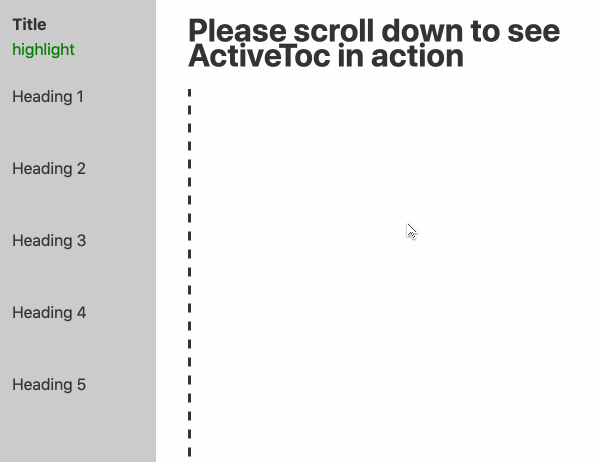 Title
highlight
Heading 1
Heading 2
Heading 3
Heading 4
Heading 5
Please scroll down to see
ActiveToc in action